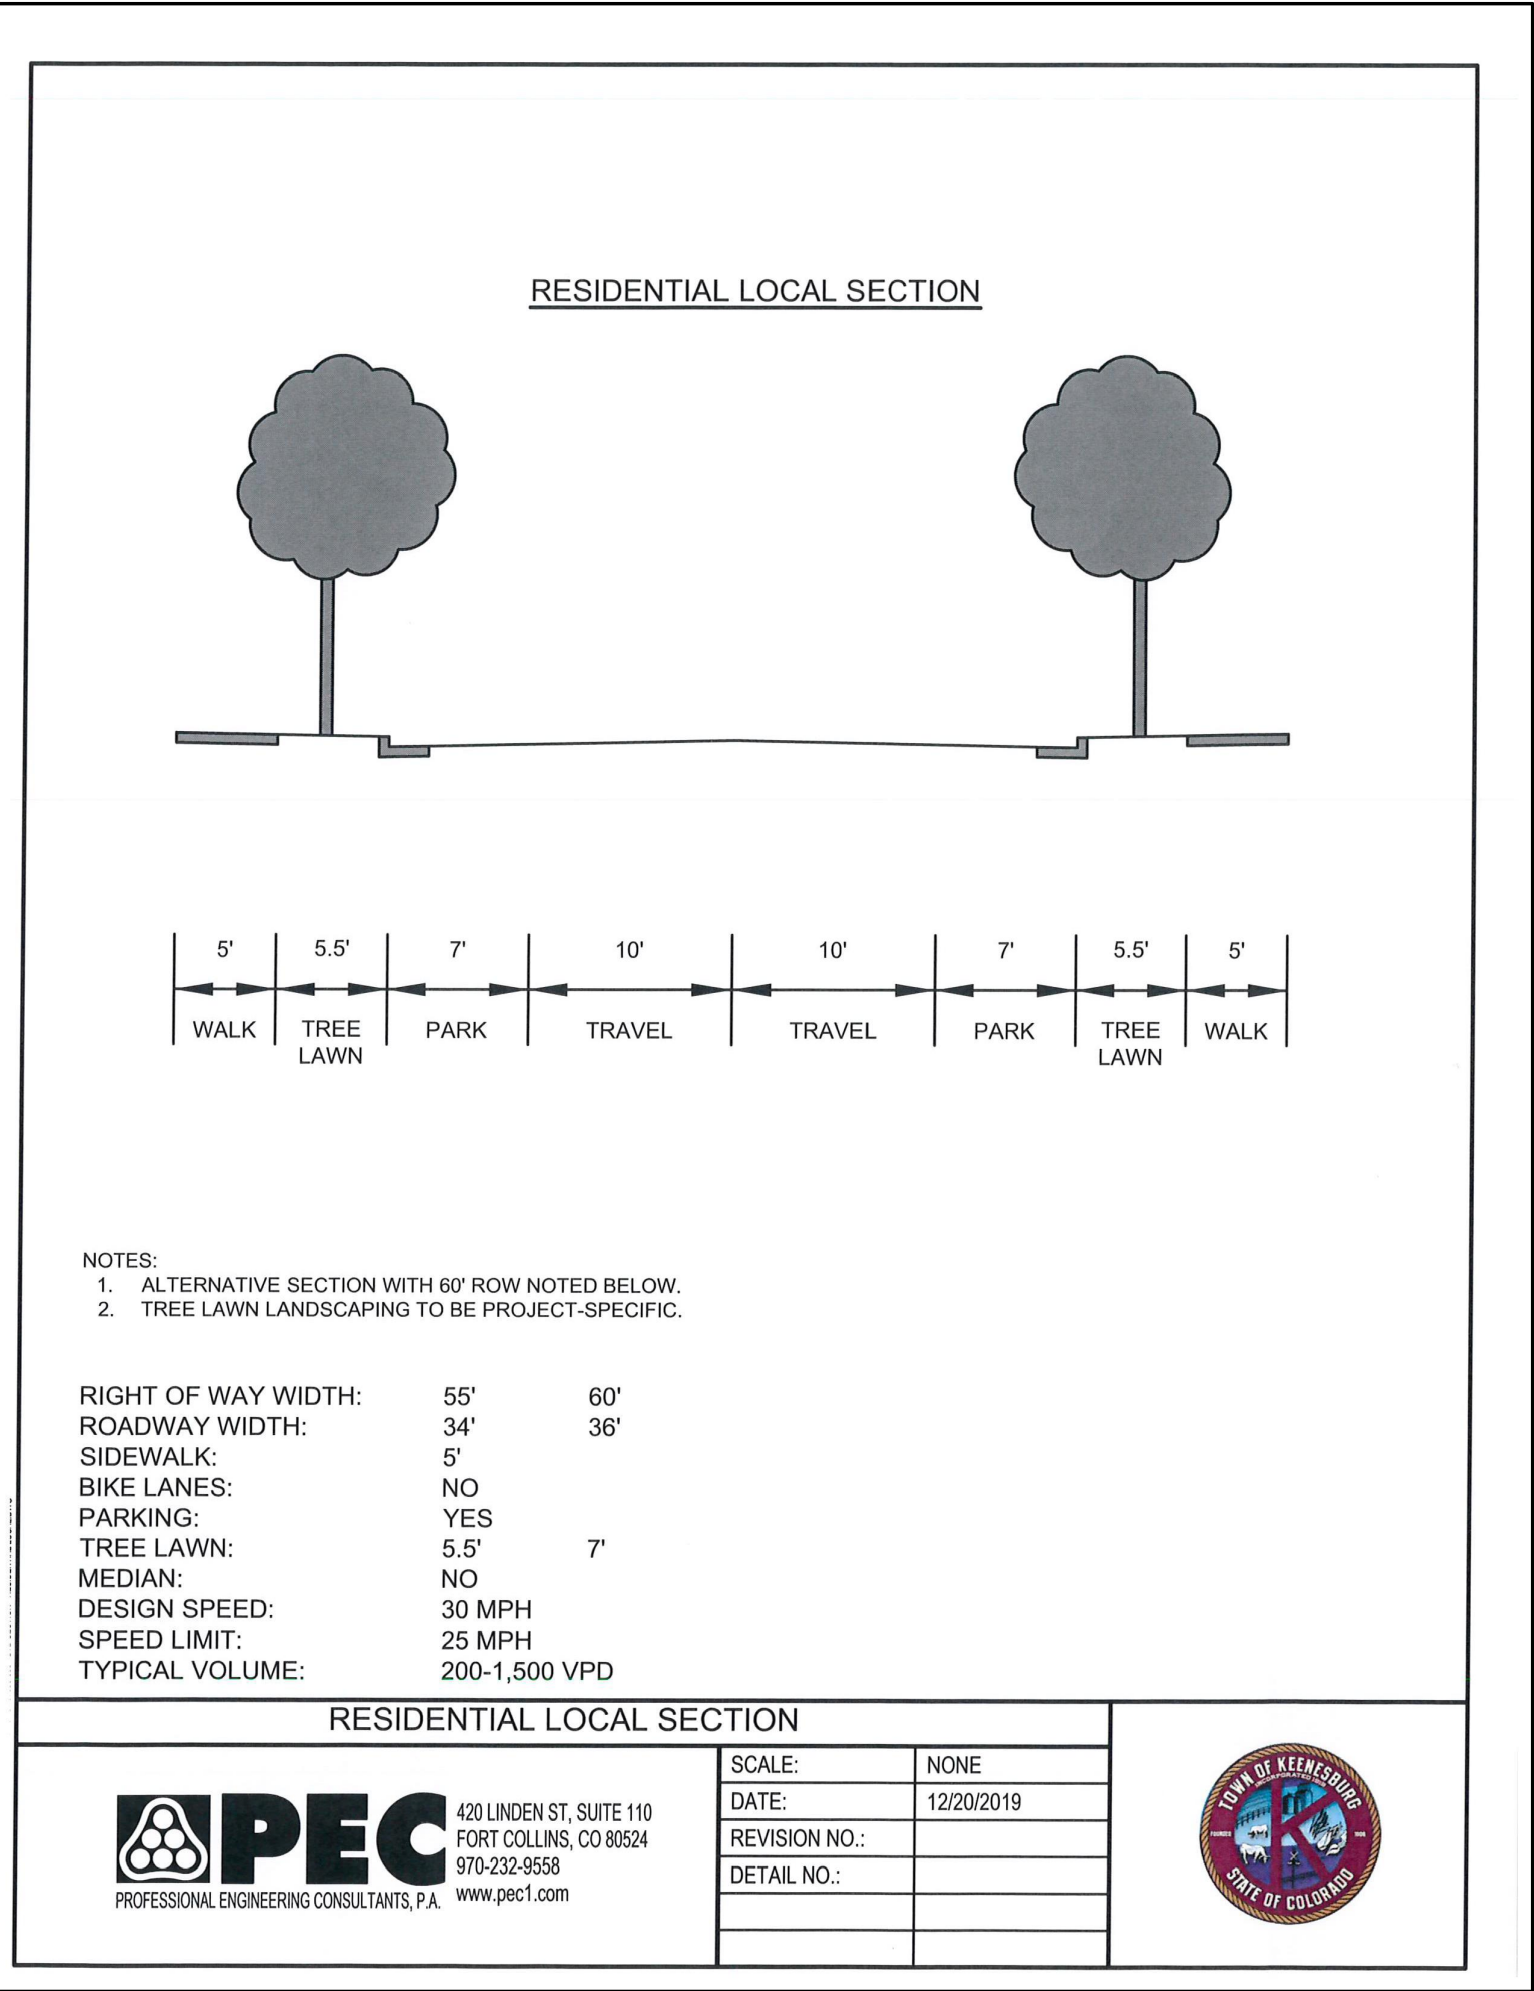 RESIDENTIAL LOCAL SECTION
5' 5.5' 7' 10' 10' 7' 5.5' 5'
WALK TREE LAWN PARK TRAVEL TRAVEL PARK TREE LAWN WALK
NOTES:
1. ALTERNATIVE SECTION WITH 60' ROW NOTED BELOW.
2. TREE LAWN LANDSCAPING TO BE PROJECT-SPECIFIC.
RIGHT OF WAY WIDTH: 55' 60'
ROADWAY WIDTH: 34' 36'
SIDEWALK: 5'
BIKE LANES: NO
PARKING: YES
TREE LAWN: 5.5' 7'
MEDIAN: NO
DESIGN SPEED: 30 MPH
SPEED LIMIT: 25 MPH
TYPICAL VOLUME: 200-1,500 VPD
RESIDENTIAL LOCAL SECTION
PEC
PROFESSIONAL ENGINEERING CONSULTANTS, P.A.
420 LINDEN ST, SUITE 110
FORT COLLINS, CO 80524
970-232-9558
www.pec1.com
SCALE: NONE
DATE: 12/20/2019
REVISION NO.:
DETAIL NO.:
TOWN OF KEENESBURG
STATE OF COLORADO